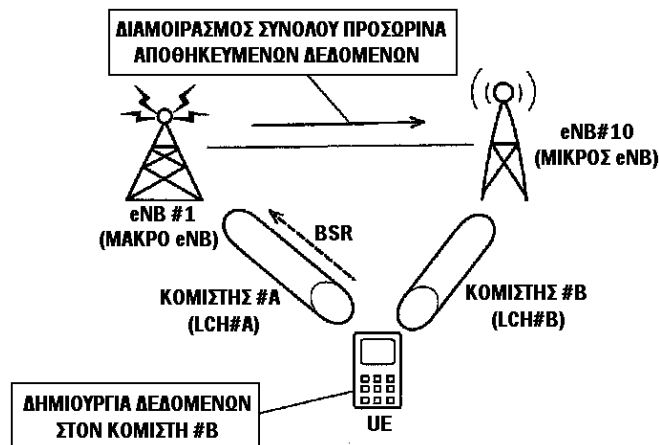 ΔΙΑΜΟΙΡΑΣΜΟΣ ΣΥΝΟΛΟΥ ΠΡΟΣΩΡΙΝΑ
ΑΠΟΘΗΚΕΥΜΕΝΩΝ ΔΕΔΟΜΕΝΩΝ
eNB #1
(ΜΑΚΡΟ eNB)
eNB#10
(ΜΙΚΡΟΣ eNB)
BSR
ΚΟΜΙΣΤΗΣ #A
(LCH#A)
ΚΟΜΙΣΤΗΣ #B
(LCH#B)
ΔΗΜΙΟΥΡΓΙΑ ΔΕΔΟΜΕΝΩΝ
ΣΤΟΝ ΚΟΜΙΣΤΗ #B
UE